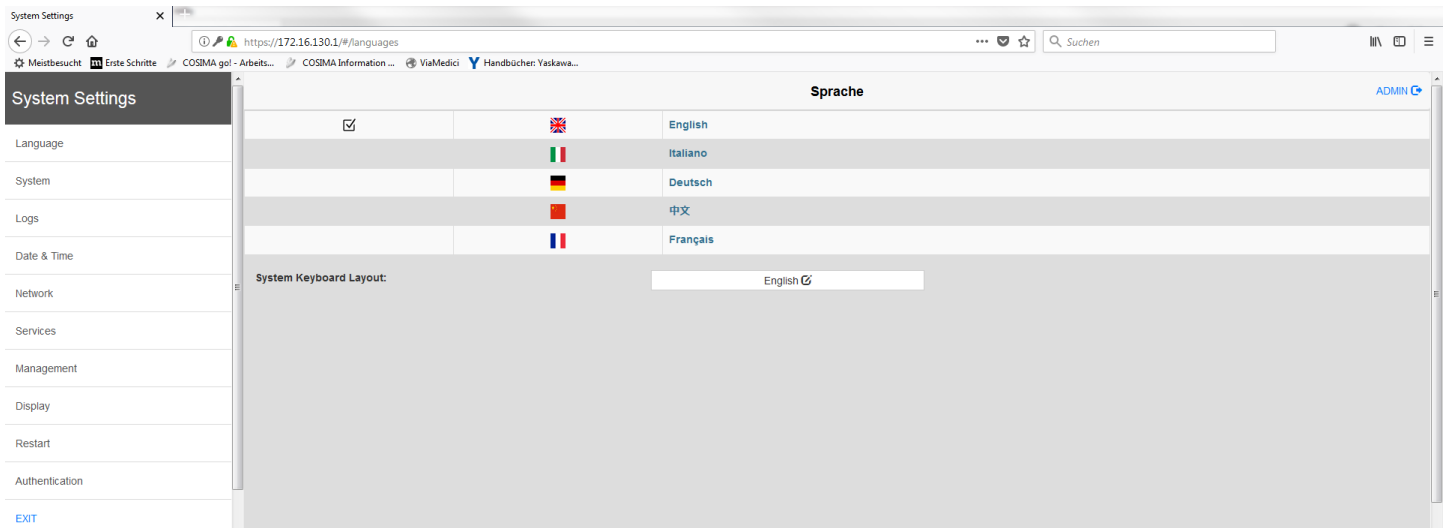 System Settings
https://172.16.130.1/#/languages
Suchen
Meistbesucht m Erste Schritte COSIMA go! - Arbeits... COSIMA Information ... ViaMedici Y Handbücher: Yaskawa...
System Settings
Sprache
ADMIN
Language
System
Logs
Date & Time
Network
Services
Management
Display
Restart
Authentication
EXIT
English
Italiano
Deutsch
中文
Français
System Keyboard Layout:
English